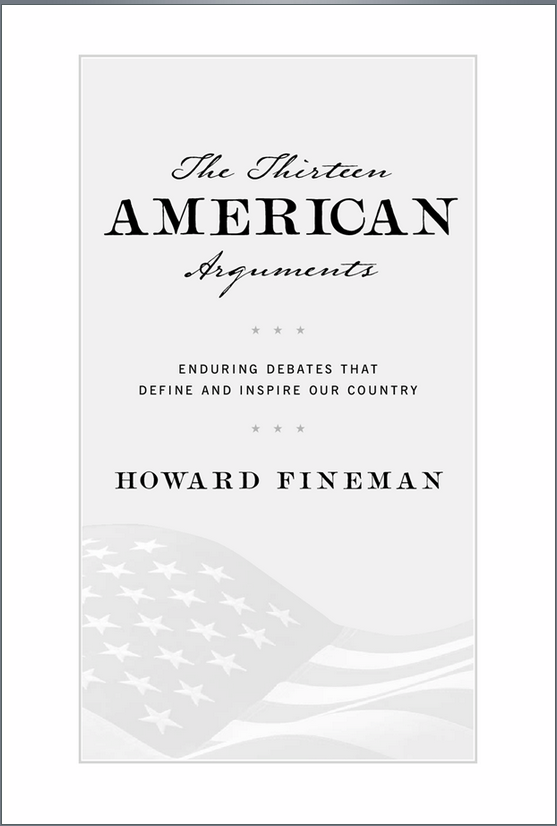 The Thirteen
AMERICAN
Arguments
ENDURING DEBATES THAT
DEFINE AND INSPIRE OUR COUNTRY
HOWARD FINEMAN